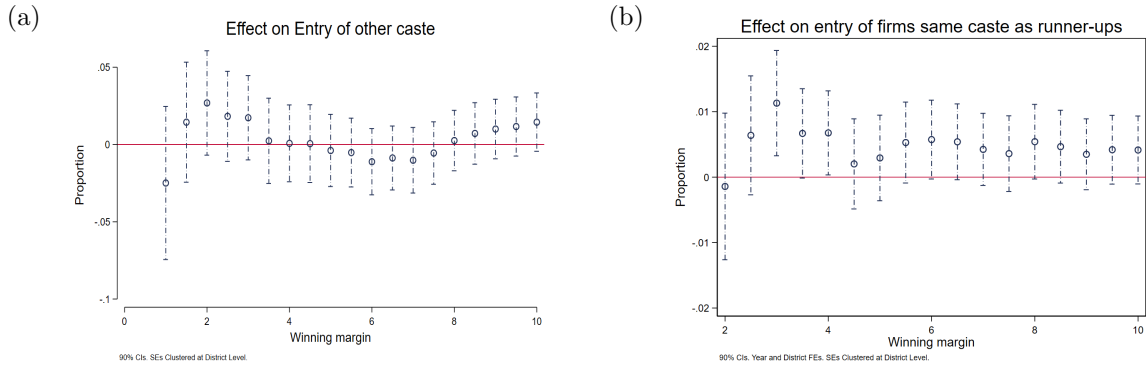 (a)
Effect on Entry of other caste
Proportion
.05
0
-.05
-.1
0 2 4 6 8 10
Winning margin
90% CIs. SEs Clustered at District Level.
(b)
Effect on entry of firms same caste as runner-ups
Proportion
.02
.01
0
-.01
-.02
2 4 6 8 10
Winning margin
90% CIs. Year and District FEs. SEs Clustered at District Level.